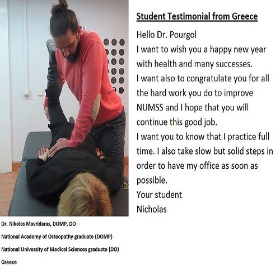 Student Testimonial from Greece
Hello Dr. Pourgol
I want to wish you a happy new year
with health and many successes.
I want also to congratulate you for all
the hard work you do to improve
NUMSS and I hope that you will
continue this good job.
I want you to know that I practice full
time. I also take slow but solid steps in
order to have my office as soon as
possible.
Your student
Nicholas
Dr. Nikolas Mavridoros, DOMP, DO
National Academy of Osteopathy graduate (DOMP)
National University of Medical Sciences graduate (DO)
Greece